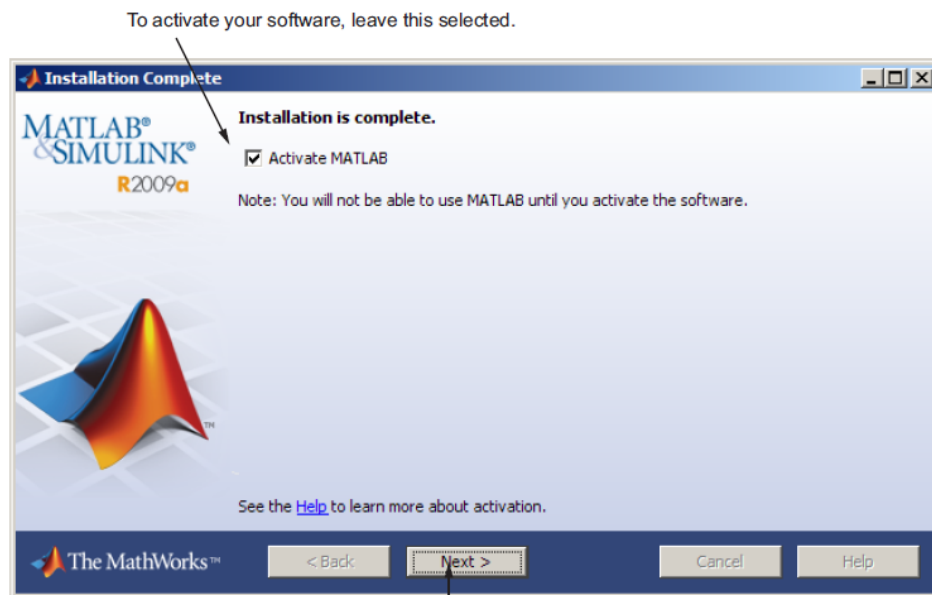 To activate your software, leave this selected.
Installation Complete
MATLAB®
&SIMULINK®
R2009a
Installation is complete.
Activate MATLAB
Note: You will not be able to use MATLAB until you activate the software.
TM
See the Help to learn more about activation.
The MathWorks™
< Back
Next >
Cancel
Help